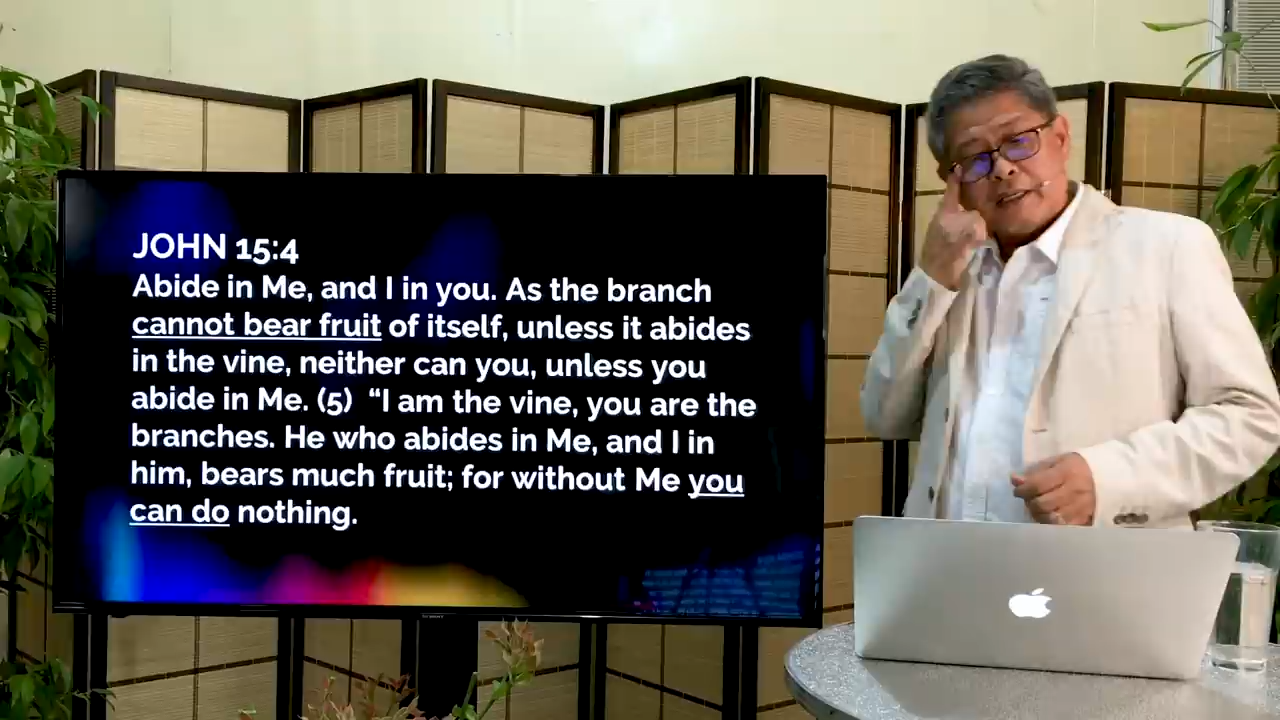 JOHN 15:4
Abide in Me, and I in you. As the branch
cannot bear fruit of itself, unless it abides
in the vine, neither can you, unless you
abide in Me. (5)  “I am the vine, you are the
branches. He who abides in Me, and I in
him, bears much fruit; for without Me you
can do nothing.